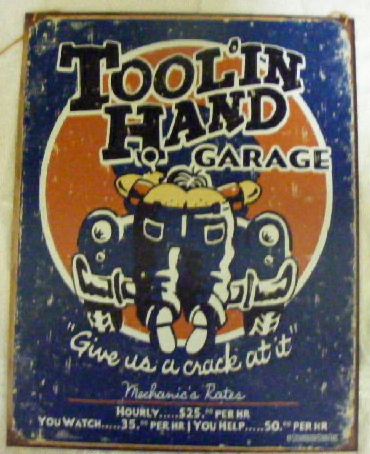 TOOL'IN
HAND
GARAGE
"Give us a crack at it"
Mechanic's Rates
HOURLY.....$25.00 PER HR
YOU WATCH.....35.00 PER HR | YOU HELP.....50.00 PER HR